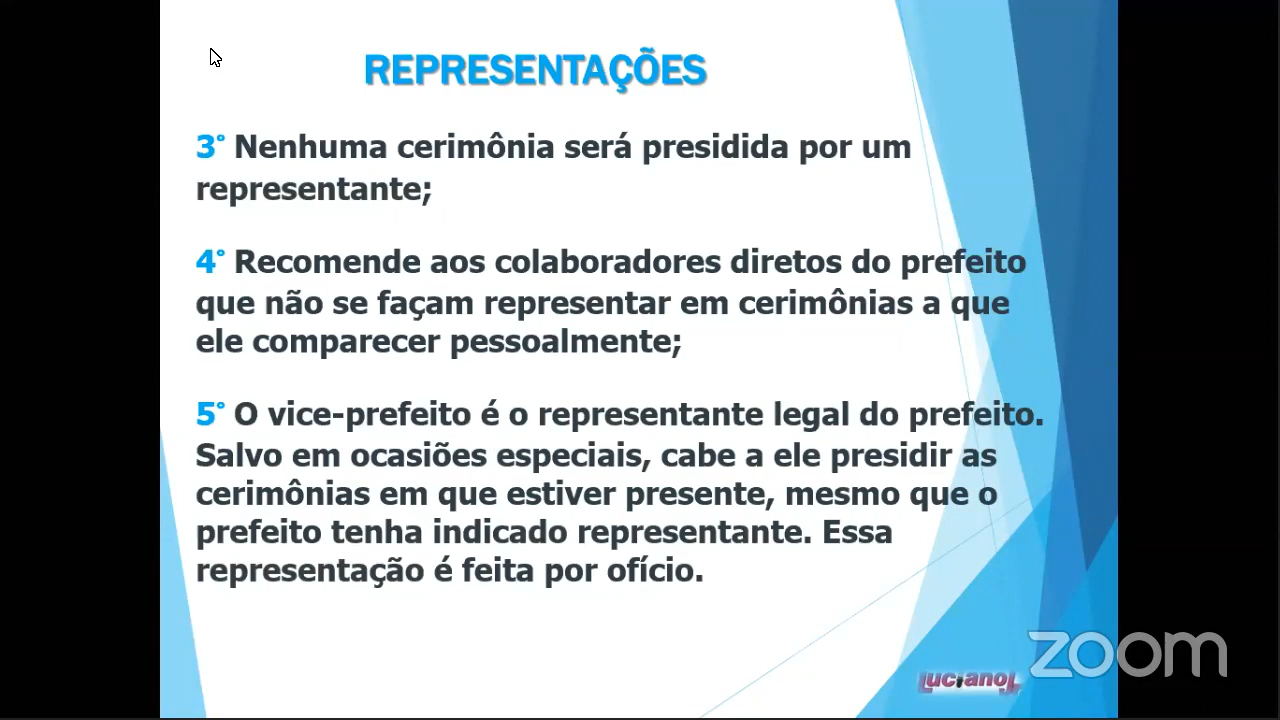 REPRESENTAÇÕES
3° Nenhuma cerimônia será presidida por um
representante;
4° Recomende aos colaboradores diretos do prefeito
que não se façam representar em cerimônias a que
ele comparecer pessoalmente;
5° O vice-prefeito é o representante legal do prefeito.
Salvo em ocasiões especiais, cabe a ele presidir as
cerimônias em que estiver presente, mesmo que o
prefeito tenha indicado representante. Essa
representação é feita por ofício.
zoom